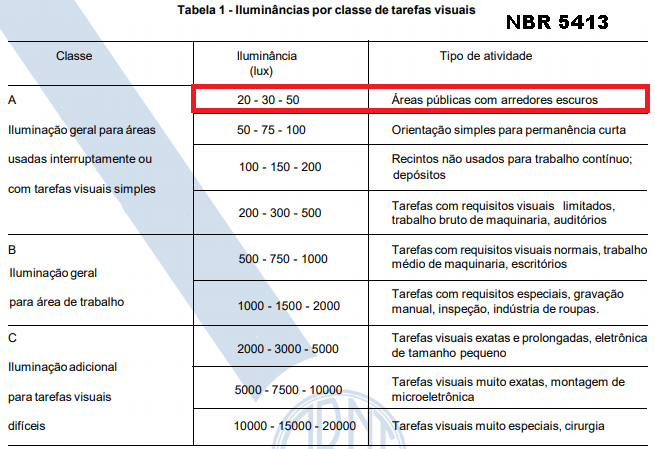 Tabela 1 - Iluminâncias por classe de tarefas visuais
NBR 5413
Classe
Iluminância
(lux)
Tipo de atividade
A
Iluminação geral para áreas
usadas interruptamente ou
com tarefas visuais simples
20 - 30 - 50
Áreas públicas com arredores escuros
50 - 75 - 100
Orientação simples para permanência curta
100 - 150 - 200
Recintos não usados para trabalho contínuo;
depósitos
200 - 300 - 500
Tarefas com requisitos visuais limitados,
trabalho bruto de maquinaria, auditórios
B
Iluminação geral
para área de trabalho
500 - 750 - 1000
Tarefas com requisitos visuais normais, trabalho
médio de maquinaria, escritórios
1000 - 1500 - 2000
Tarefas com requisitos especiais, gravação
manual, inspeção, indústria de roupas.
C
Iluminação adicional
para tarefas visuais
difíceis
2000 - 3000 - 5000
Tarefas visuais exatas e prolongadas, eletrônica
de tamanho pequeno
5000 - 7500 - 10000
Tarefas visuais muito exatas, montagem de
microeletrônica
10000 - 15000 - 20000
Tarefas visuais muito especiais, cirurgia
ABNT